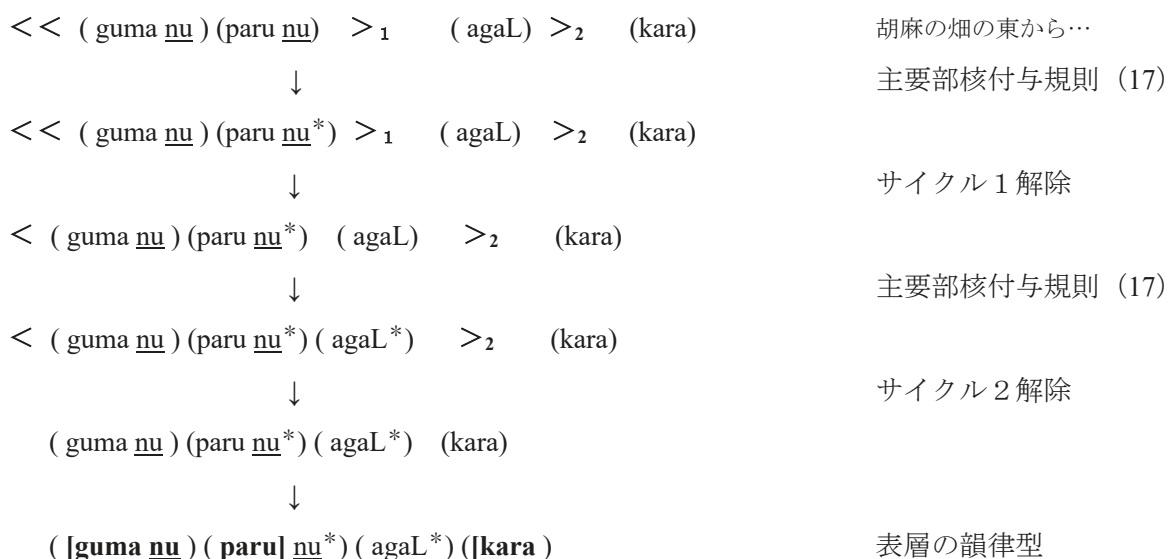 ＜＜ ( guma nu ) (paru nu) ＞₁ ( agaL) ＞₂ (kara) 胡麻の畑の東から…
↓ 主要部核付与規則（17）
＜＜ ( guma nu ) (paru nu*) ＞₁ ( agaL) ＞₂ (kara)
↓ サイクル１解除
＜ ( guma nu ) (paru nu*) ( agaL) ＞₂ (kara)
↓ 主要部核付与規則（17）
＜ ( guma nu ) (paru nu*) ( agaL*) ＞₂ (kara)
↓ サイクル２解除
( guma nu ) (paru nu*) ( agaL*) (kara)
↓
( [guma nu ) ( paru] nu*) ( agaL*) ([kara ) 表層の韻律型